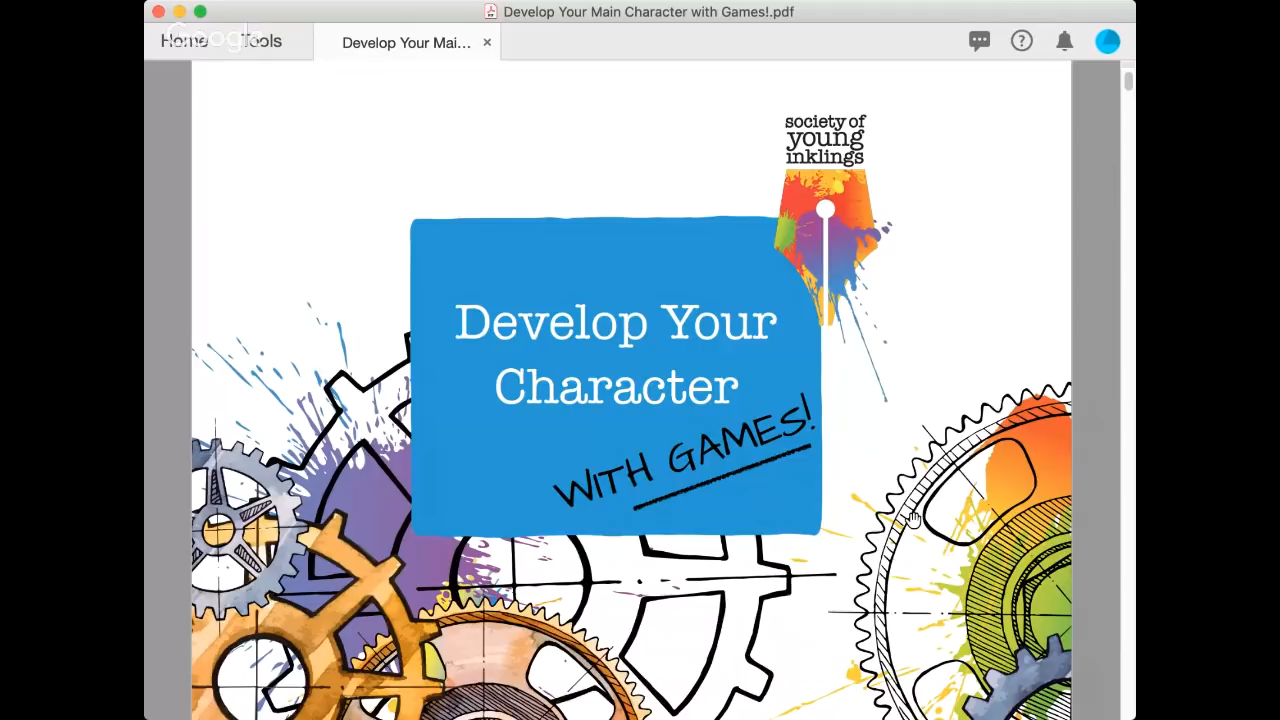 Develop Your Main Character with Games!.pdf
Home
Tools
Google
Develop Your Mai...
society of
young
inklings
Develop Your
Character
WITH GAMES!